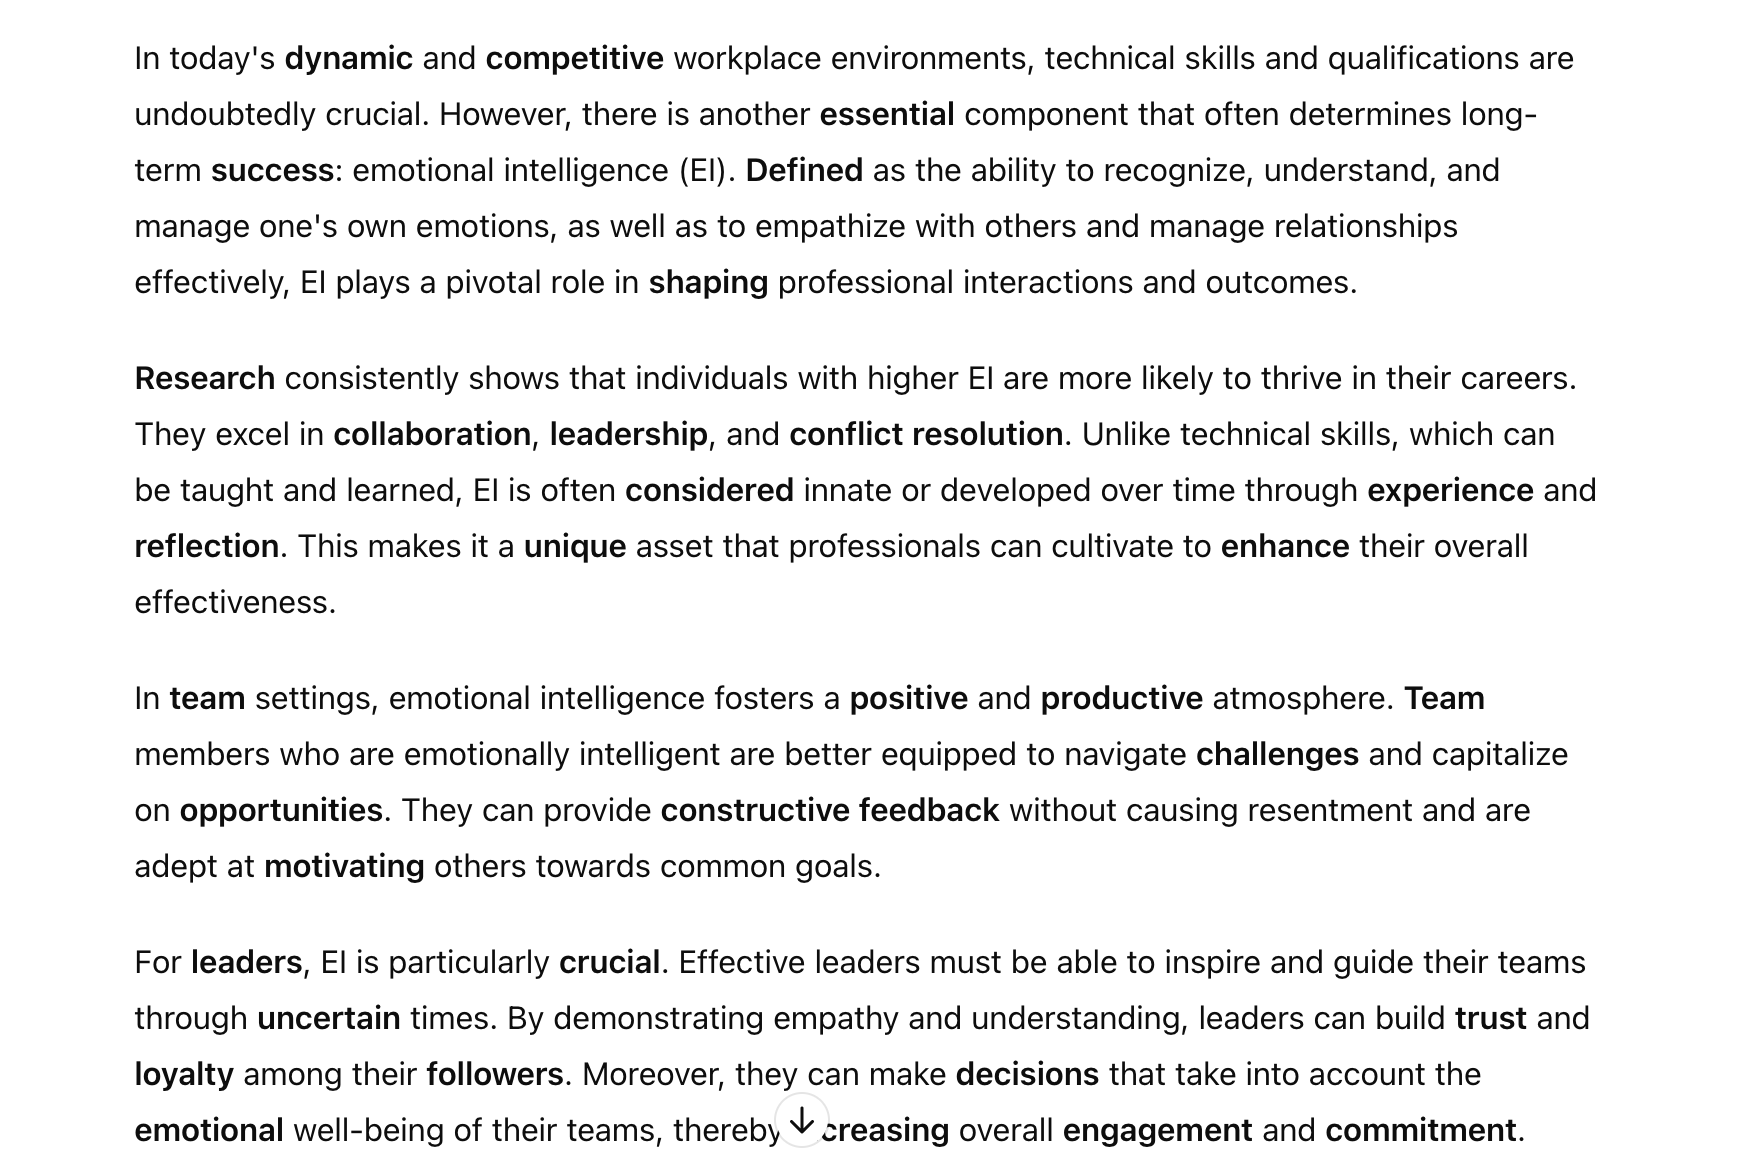 In today's dynamic and competitive workplace environments, technical skills and qualifications are
undoubtedly crucial. However, there is another essential component that often determines long-
term success: emotional intelligence (EI). Defined as the ability to recognize, understand, and
manage one's own emotions, as well as to empathize with others and manage relationships
effectively, EI plays a pivotal role in shaping professional interactions and outcomes.
Research consistently shows that individuals with higher EI are more likely to thrive in their careers.
They excel in collaboration, leadership, and conflict resolution. Unlike technical skills, which can
be taught and learned, EI is often considered innate or developed over time through experience and
reflection. This makes it a unique asset that professionals can cultivate to enhance their overall
effectiveness.
In team settings, emotional intelligence fosters a positive and productive atmosphere. Team
members who are emotionally intelligent are better equipped to navigate challenges and capitalize
on opportunities. They can provide constructive feedback without causing resentment and are
adept at motivating others towards common goals.
For leaders, EI is particularly crucial. Effective leaders must be able to inspire and guide their teams
through uncertain times. By demonstrating empathy and understanding, leaders can build trust and
loyalty among their followers. Moreover, they can make decisions that take into account the
emotional well-being of their teams, thereby creasing overall engagement and commitment.